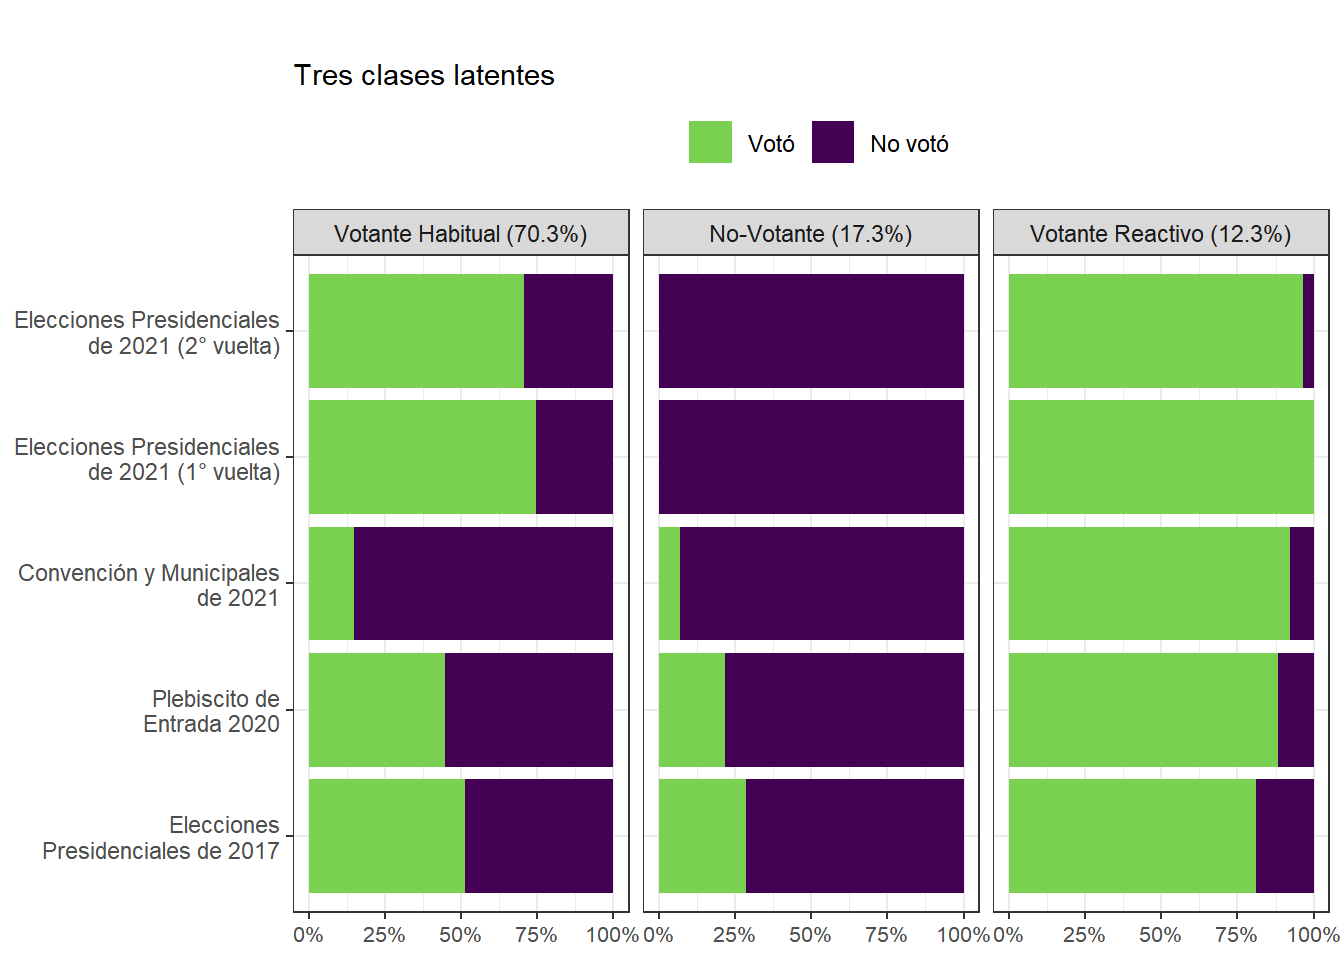 Tres clases latentes
Votó
No votó
Votante Habitual (70.3%)
No-Votante (17.3%)
Votante Reactivo (12.3%)
Elecciones Presidenciales
de 2021 (2° vuelta)
Elecciones Presidenciales
de 2021 (1° vuelta)
Convención y Municipales
de 2021
Plebiscito de
Entrada 2020
Elecciones
Presidenciales de 2017
0% 25% 50% 75% 100%
0% 25% 50% 75% 100%
0% 25% 50% 75% 100%